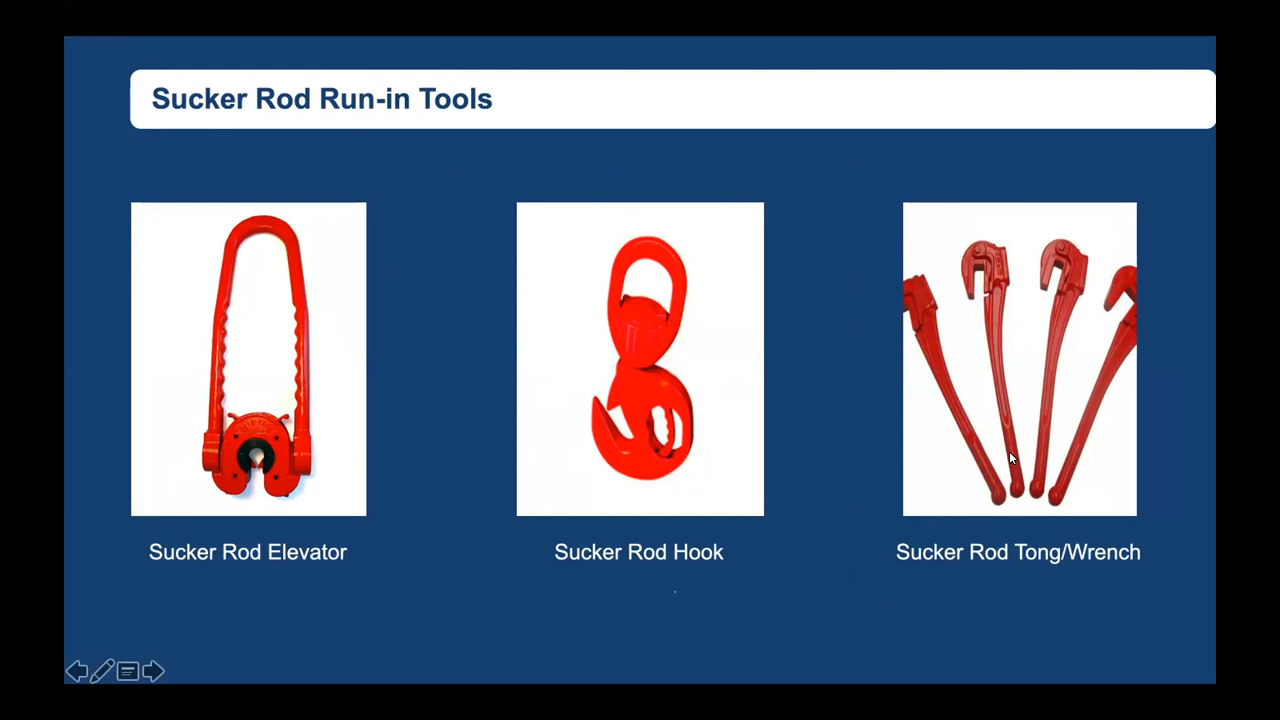 Sucker Rod Run-in Tools
Sucker Rod Elevator
Sucker Rod Hook
Sucker Rod Tong/Wrench